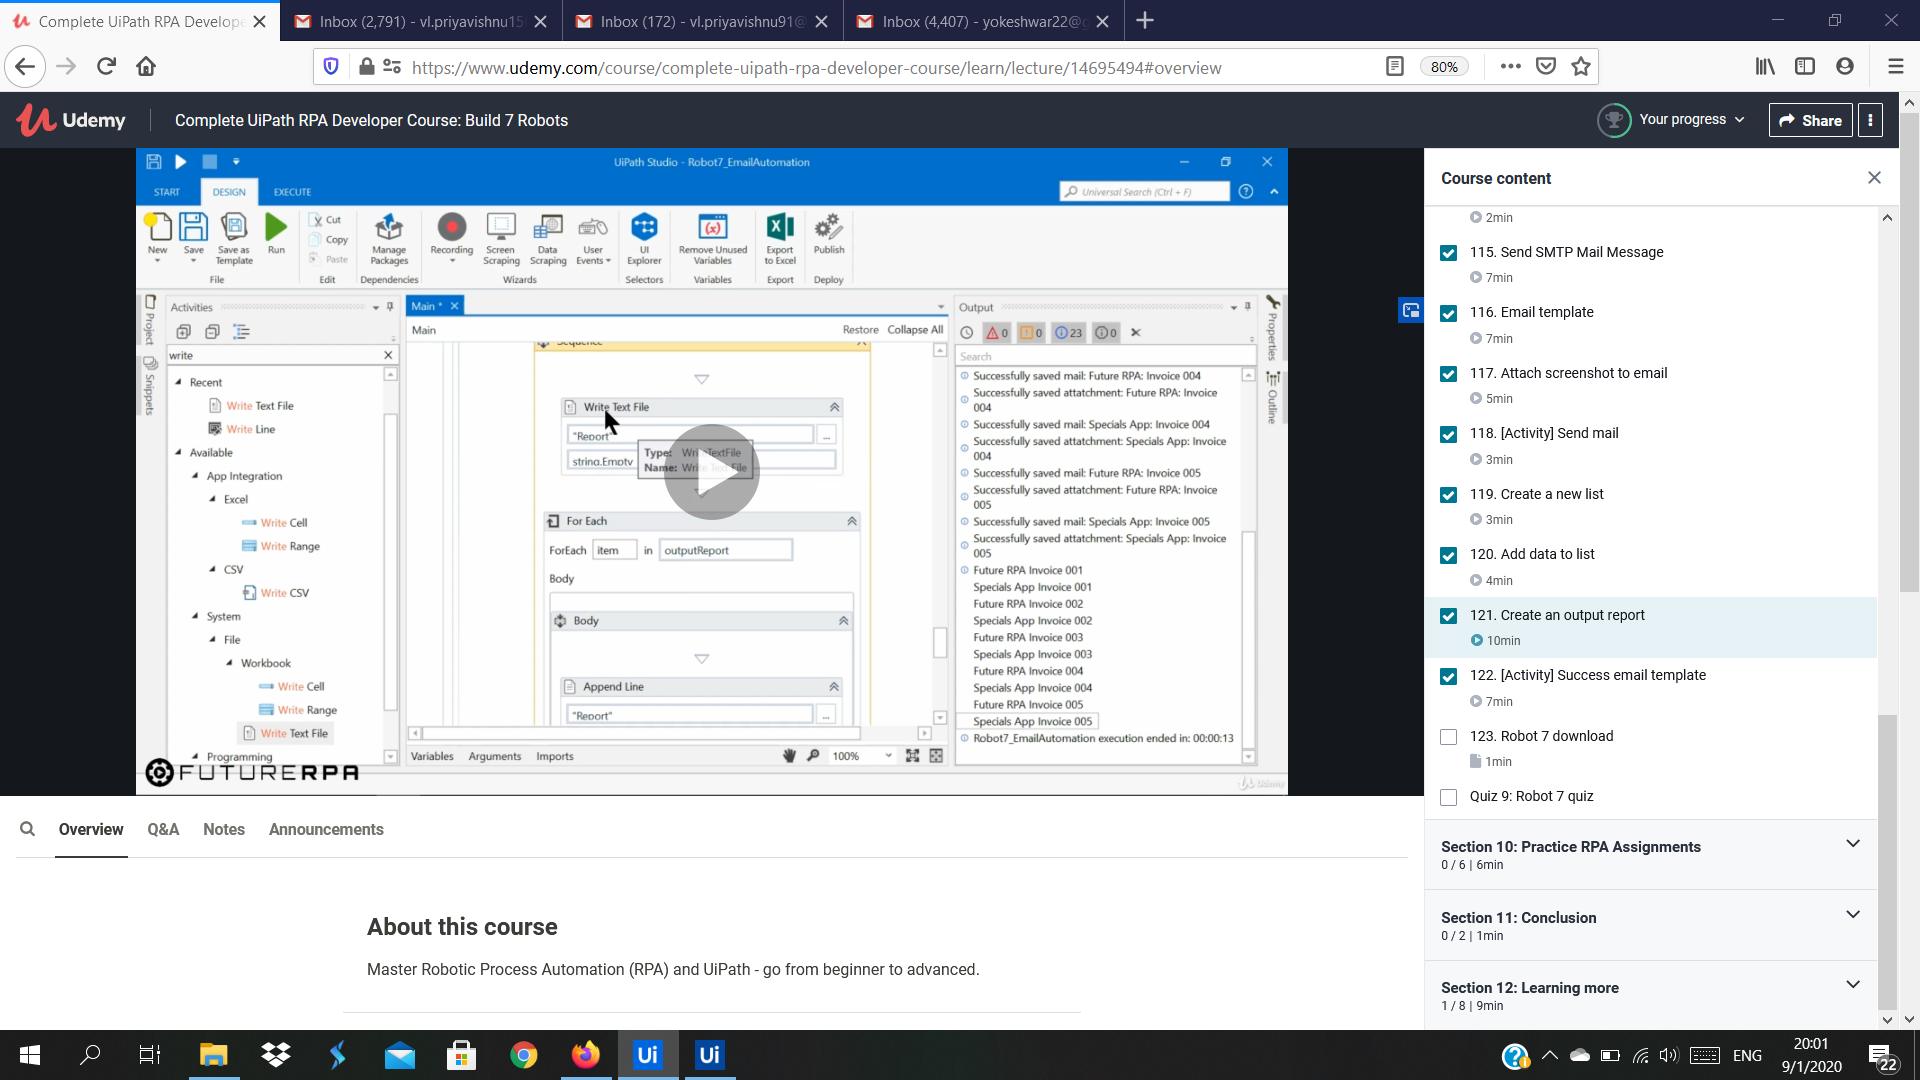 Complete UiPath RPA Develope
Inbox (2,791) - vl.priyavishnu15
Inbox (172) - vl.priyavishnu91@
Inbox (4,407) - yokeshwar22@g
https://www.udemy.com/course/complete-uipath-rpa-developer-course/learn/lecture/14695494#overview
80%
Udemy
Complete UiPath RPA Developer Course: Build 7 Robots
Your progress
Share
UiPath Studio - Robot7_EmailAutomation
START
DESIGN
EXECUTE
Universal Search (Ctrl + F)
New
Save
Save as Template
Run
Cut
Copy
Paste
Manage Packages
Recording
Screen Scraping
Data Scraping
User Events
UI Explorer
Remove Unused Variables
Export to Excel
Publish
File
Edit
Dependencies
Wizards
Selectors
Variables
Export
Deploy
Project
Snippets
Activities
write
Recent
Write Text File
Write Line
Available
App Integration
Excel
Write Cell
Write Range
CSV
Write CSV
System
File
Workbook
Write Cell
Write Range
Write Text File
Programming
FUTURERPA
Main *
Main
Restore
Collapse All
Sequence
Write Text File
"Report"
string.Empty
Type: WriteTextFile
Name: Write Text File
For Each
ForEach
item
in
outputReport
Body
Body
Append Line
"Report"
Variables
Arguments
Imports
100%
Output
0
0
23
0
Search
Successfully saved mail: Future RPA: Invoice 004
Successfully saved attatchment: Future RPA: Invoice
004
Successfully saved mail: Specials App: Invoice 004
Successfully saved attatchment: Specials App: Invoice
004
Successfully saved mail: Future RPA: Invoice 005
Successfully saved attatchment: Future RPA: Invoice
005
Successfully saved mail: Specials App: Invoice 005
Successfully saved attatchment: Specials App: Invoice
005
Future RPA Invoice 001
Specials App Invoice 001
Future RPA Invoice 002
Specials App Invoice 002
Future RPA Invoice 003
Specials App Invoice 003
Future RPA Invoice 004
Specials App Invoice 004
Future RPA Invoice 005
Specials App Invoice 005
Robot7_EmailAutomation execution ended in: 00:00:13
Properties
Outline
Udemy
Course content
2min
115. Send SMTP Mail Message
7min
116. Email template
7min
117. Attach screenshot to email
5min
118. [Activity] Send mail
3min
119. Create a new list
3min
120. Add data to list
4min
121. Create an output report
10min
122. [Activity] Success email template
7min
123. Robot 7 download
1min
Quiz 9: Robot 7 quiz
Section 10: Practice RPA Assignments
0 / 6 | 6min
Section 11: Conclusion
0 / 2 | 1min
Section 12: Learning more
1 / 8 | 9min
Overview
Q&A
Notes
Announcements
About this course
Master Robotic Process Automation (RPA) and UiPath - go from beginner to advanced.
Ui
Ui
ENG
20:01
9/1/2020
22